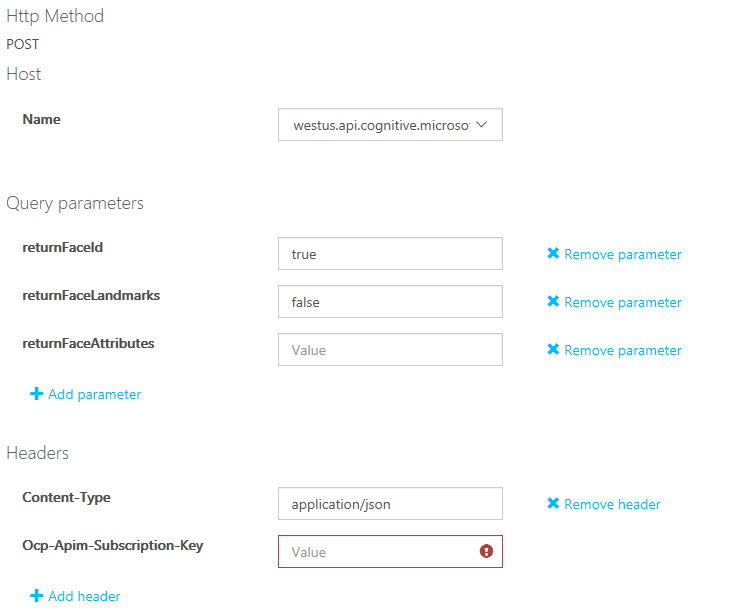 Http Method
POST
Host
Name westus.api.cognitive.microso
Query parameters
returnFaceId true Remove parameter
returnFaceLandmarks false Remove parameter
returnFaceAttributes Value Remove parameter
Add parameter
Headers
Content-Type application/json Remove header
Ocp-Apim-Subscription-Key Value
Add header